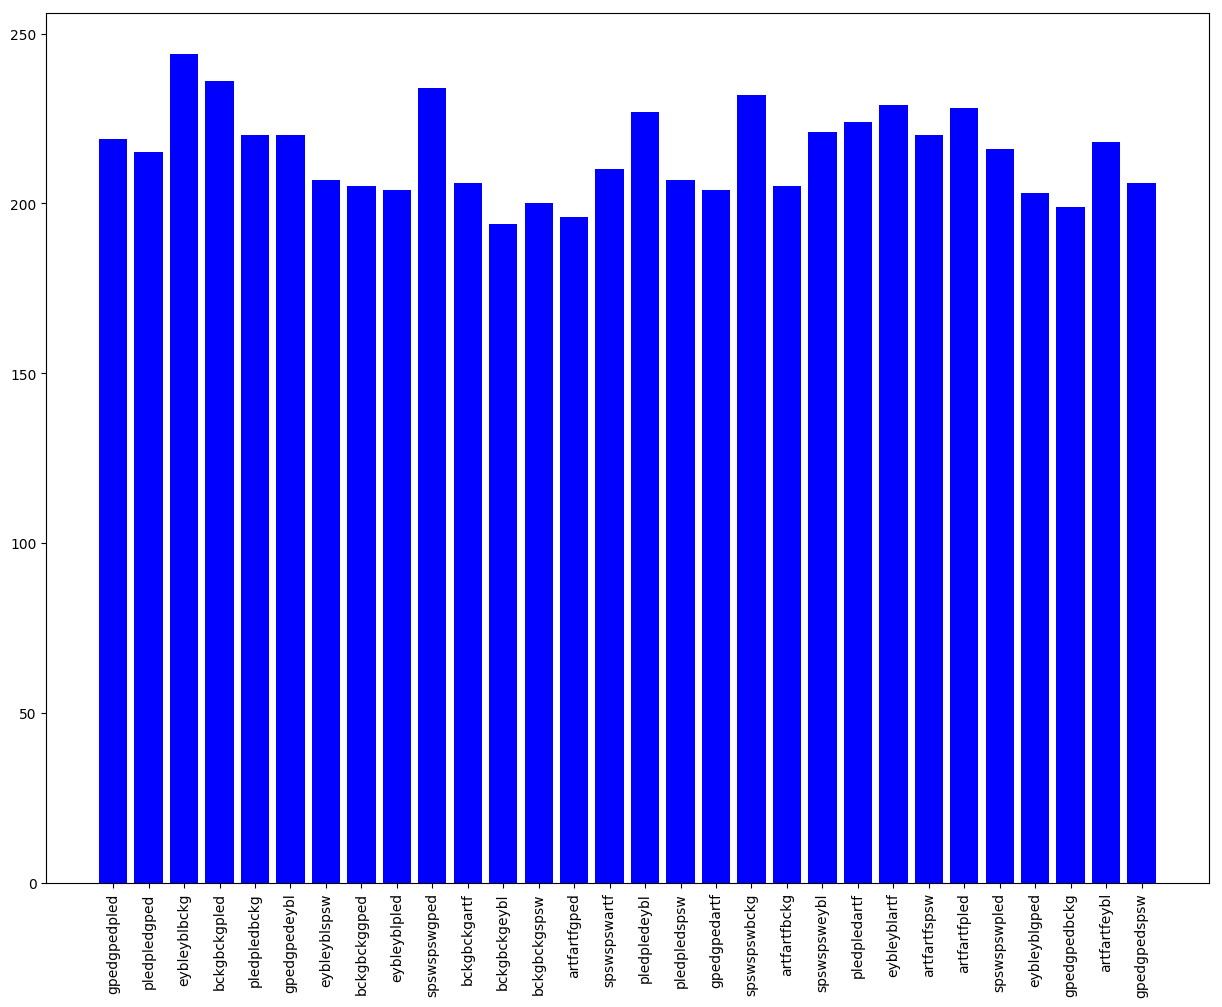 250
200
150
100
50
0
gpedgpedpled
pledpledgped
eybleyblbckg
bckgbckgpled
pledpledbckg
gpedgpedeybl
eybleyblspsw
bckgbckggped
eybleyblpled
spswspswgped
bckgbckgartf
bckgbckgeybl
bckgbckgspsw
artfartfgped
spswspswartf
pledpledeybl
pledpledspsw
gpedgpedartf
spswspswbckg
artfartfbckg
spswspsweybl
pledpledartf
eybleyblartf
artfartfspsw
artfartfpled
spswspswpled
eybleyblgped
gpedgpedbckg
artfartfeybl
gpedgpedspsw